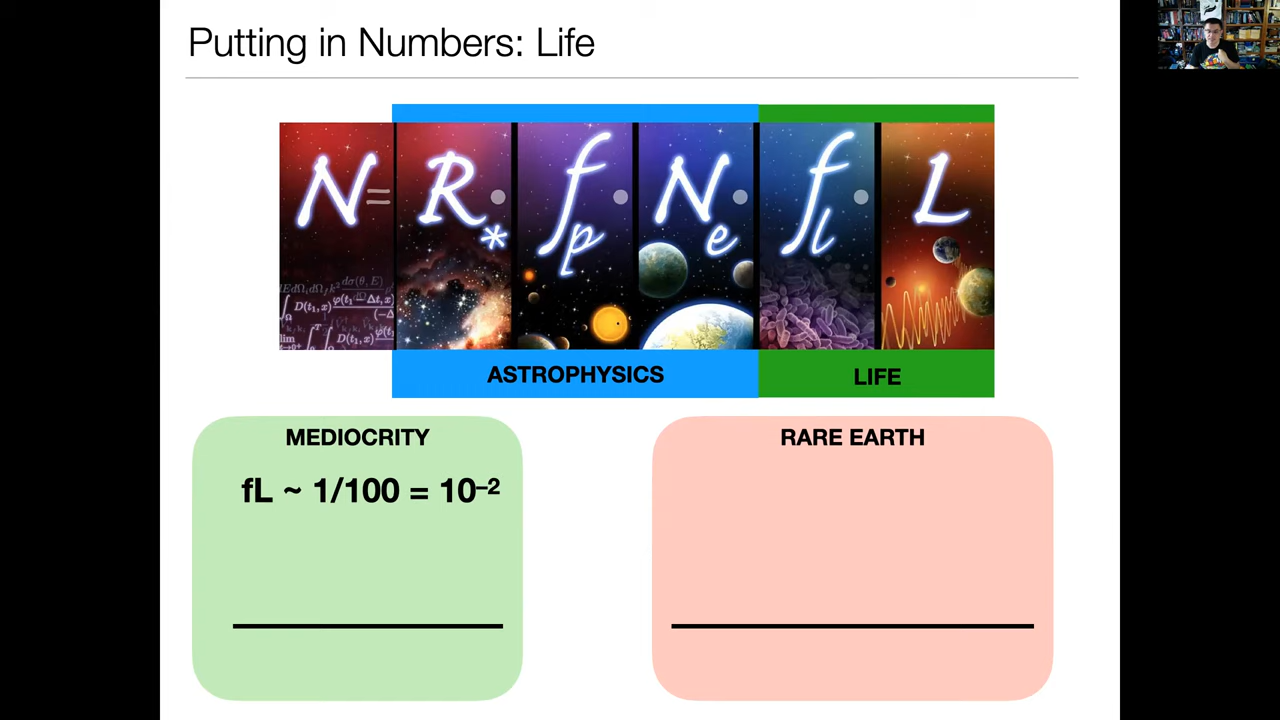 Putting in Numbers: Life
N = R* • fp • Ne • fl • L
ASTROPHYSICS
LIFE
MEDIOCRITY
fL ~ 1/100 = 10⁻²
RARE EARTH